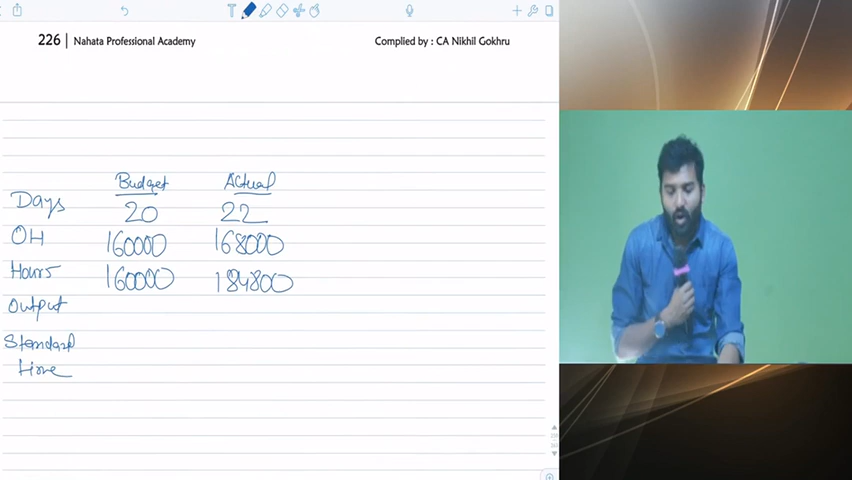 226 | Nahata Professional Academy
Complied by : CA Nikhil Gokhru
Budget Actual
Days 20 22
OH 160000 168000
Hours 160000 184800
Output
Standard
time